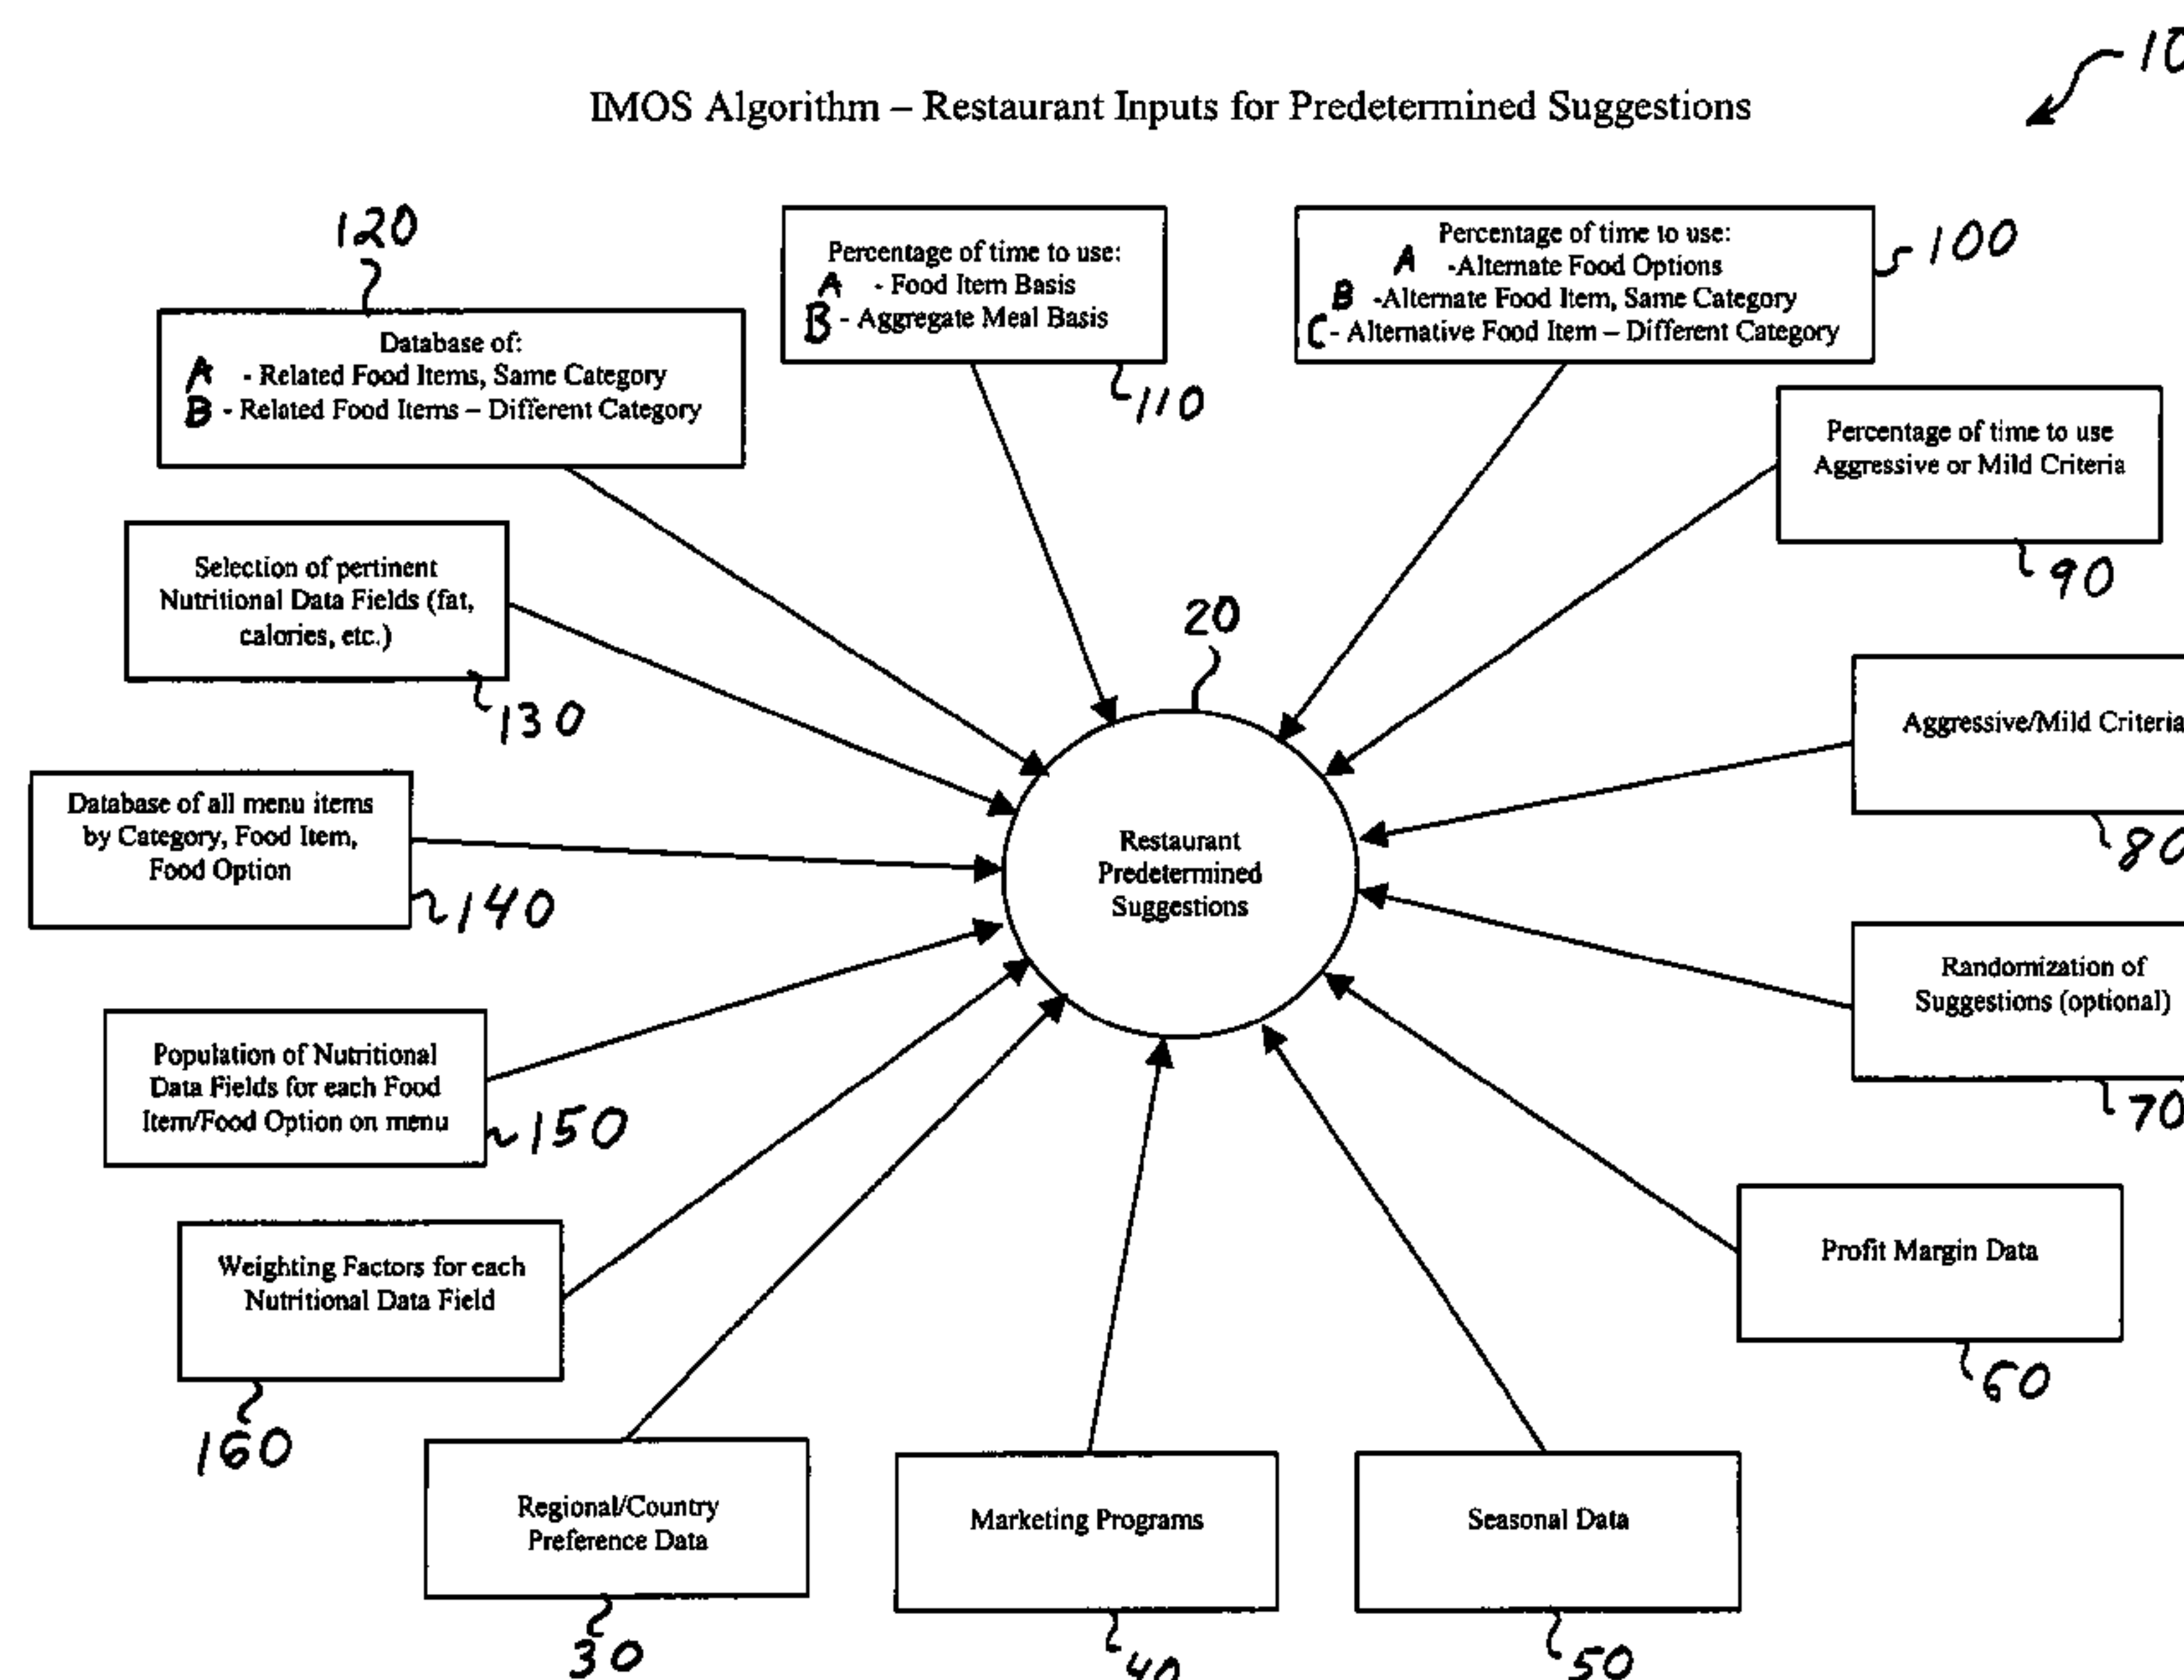 10
IMOS Algorithm – Restaurant Inputs for Predetermined Suggestions
120
Database of:
A - Related Food Items, Same Category
B - Related Food Items – Different Category
Percentage of time to use:
A - Food Item Basis
B - Aggregate Meal Basis
110
Percentage of time to use:
A -Alternate Food Options
B -Alternate Food Item, Same Category
C - Alternative Food Item – Different Category
100
Percentage of time to use
Aggressive or Mild Criteria
90
Selection of pertinent
Nutritional Data Fields (fat,
calories, etc.)
130
20
Restaurant
Predetermined
Suggestions
Aggressive/Mild Criteria
80
Database of all menu items
by Category, Food Item,
Food Option
140
Randomization of
Suggestions (optional)
70
Population of Nutritional
Data Fields for each Food
Item/Food Option on menu
150
Profit Margin Data
60
Weighting Factors for each
Nutritional Data Field
160
Regional/Country
Preference Data
30
Marketing Programs
40
Seasonal Data
50